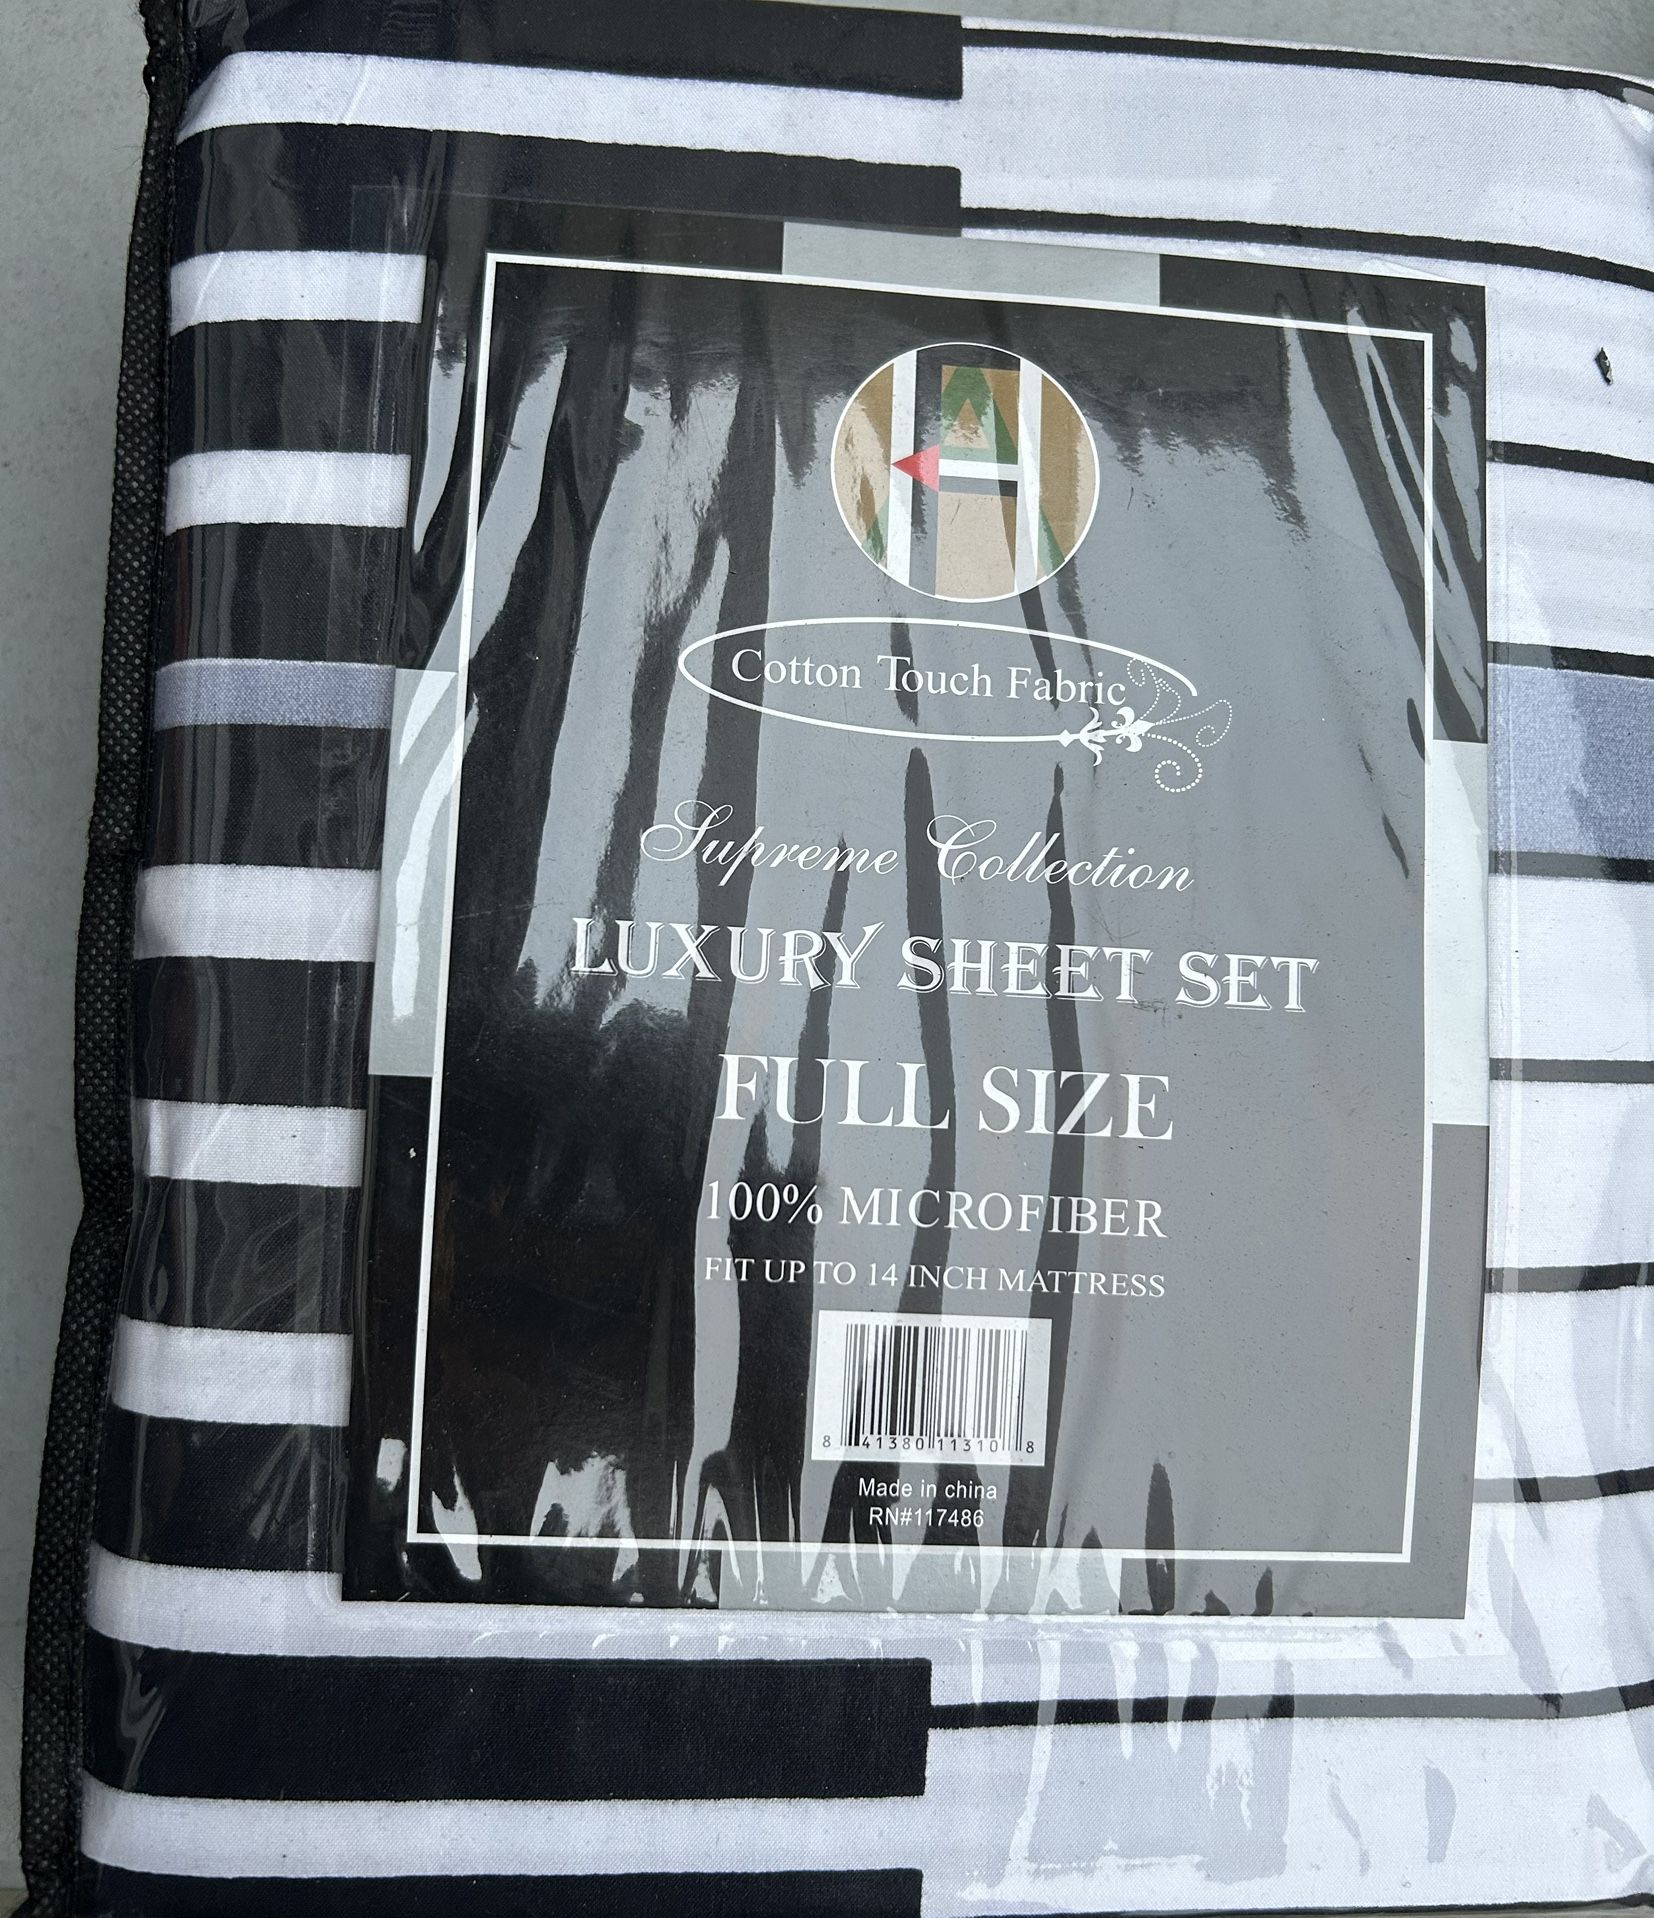 Cotton Touch Fabric
Supreme Collection
LUXURY SHEET SET
FULL SIZE
100% MICROFIBER
FIT UP TO 14 INCH MATTRESS
8 41380 11310 8
Made in china
RN#117486